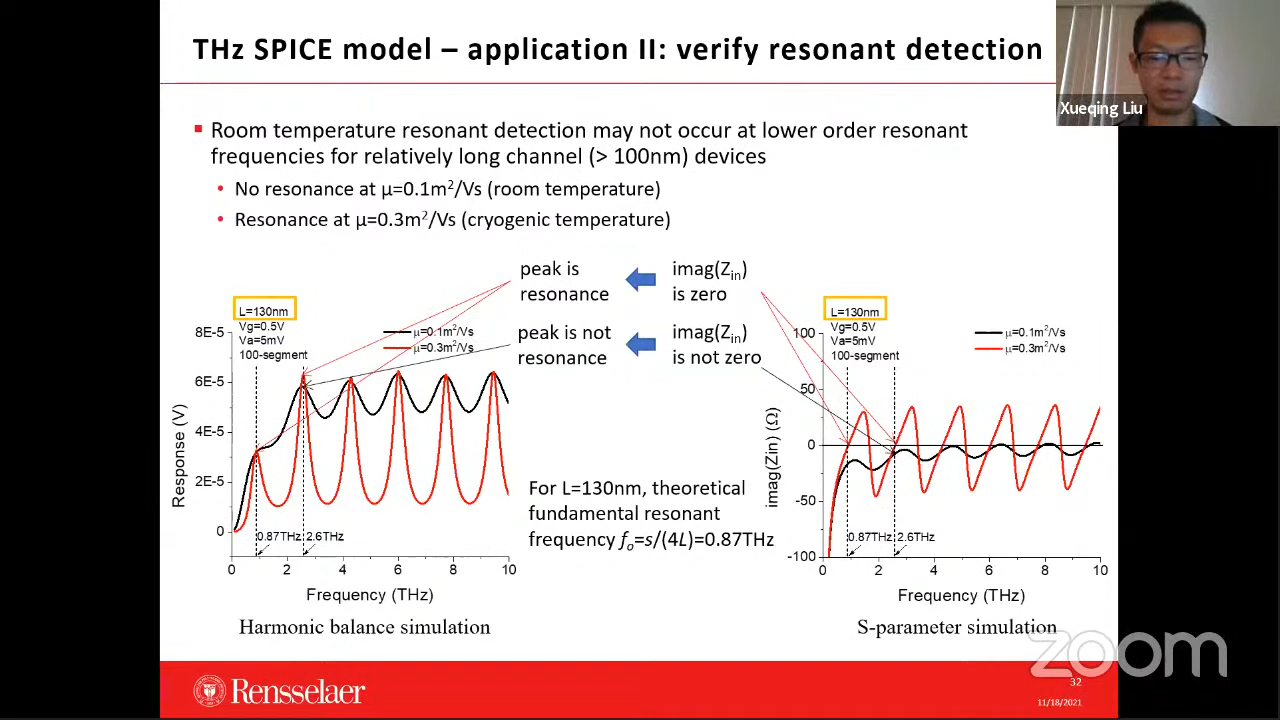 THz SPICE model – application II: verify resonant detection
Xueqing Liu
▪ Room temperature resonant detection may not occur at lower order resonant
frequencies for relatively long channel (> 100nm) devices
• No resonance at μ=0.1m²/Vs (room temperature)
• Resonance at μ=0.3m²/Vs (cryogenic temperature)
peak is
resonance
imag(Zin)
is zero
peak is not
resonance
imag(Zin)
is not zero
L=130nm
Vg=0.5V
Va=5mV
100-segment
μ=0.1m²/Vs
μ=0.3m²/Vs
8E-5
6E-5
4E-5
2E-5
0
Response (V)
0.87THz
2.6THz
0 2 4 6 8 10
Frequency (THz)
Harmonic balance simulation
For L=130nm, theoretical
fundamental resonant
frequency fo=s/(4L)=0.87THz
L=130nm
Vg=0.5V
Va=5mV
100-segment
μ=0.1m²/Vs
μ=0.3m²/Vs
100
50
0
-50
-100
imag(Zin) (Ω)
0.87THz
2.6THz
0 2 4 6 8 10
Frequency (THz)
S-parameter simulation
zoom
Rensselaer
32
11/18/2021